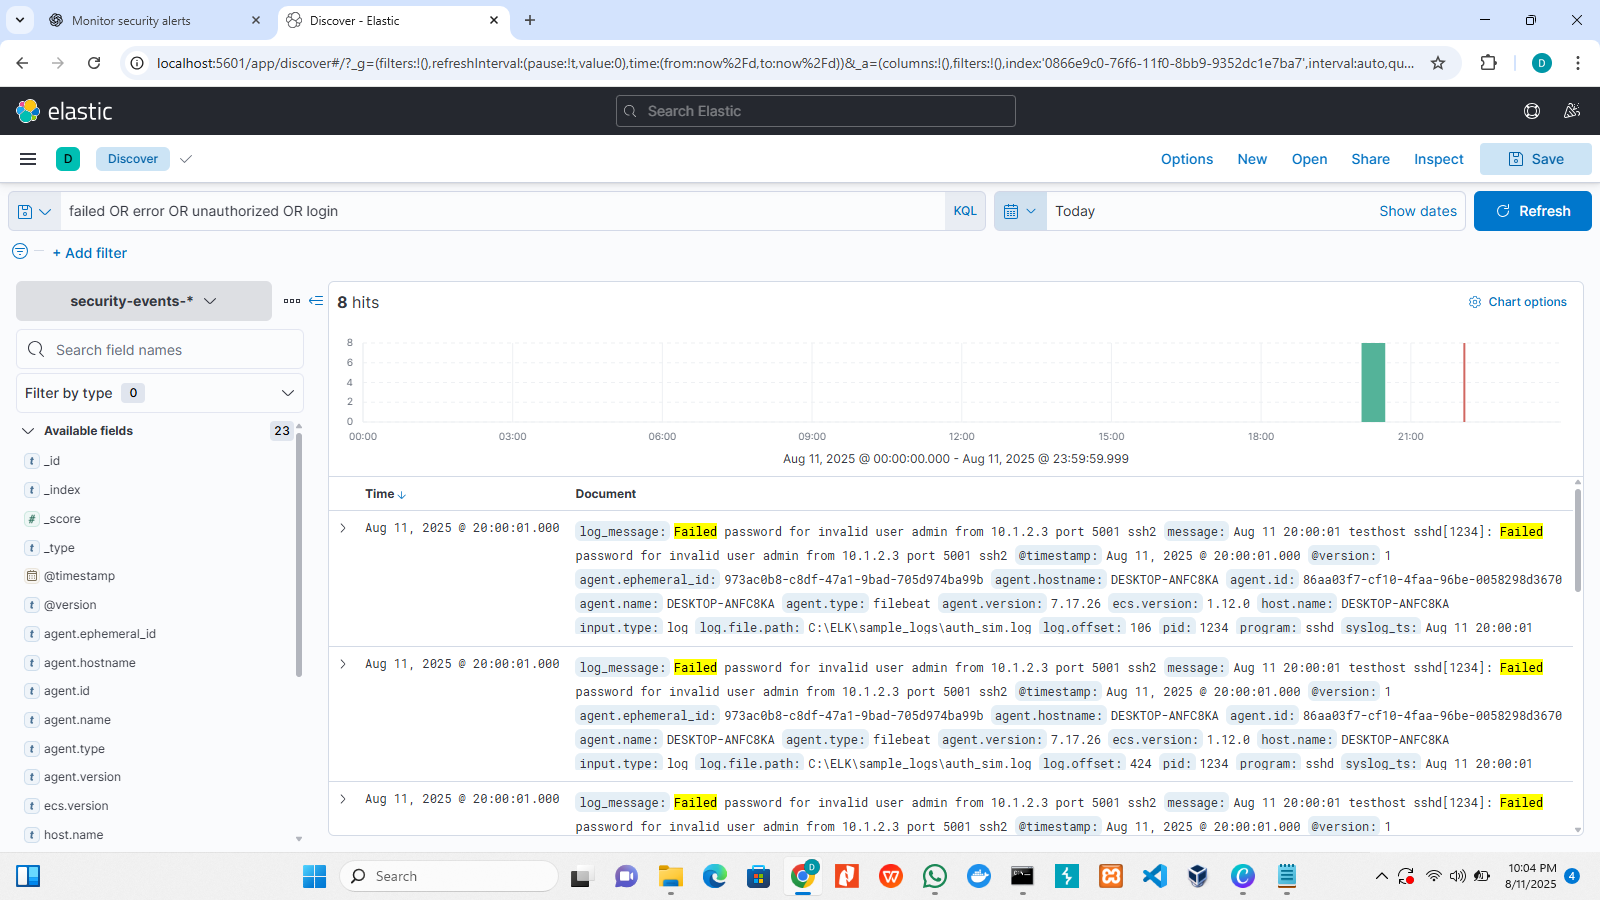 Monitor security alerts
Discover - Elastic
localhost:5601/app/discover#/?_g=(filters:!(),refreshInterval:(pause:!t,value:0),time:(from:now%2Fd,to:now%2Fd))&_a=(columns:!(),filters:!(),index:'0866e9c0-76f6-11f0-8bb9-9352dc1e7ba7',interval:auto,qu...
D
elastic
Search Elastic
D
Discover
Options
New
Open
Share
Inspect
Save
failed OR error OR unauthorized OR login
KQL
Today
Show dates
Refresh
+ Add filter
security-events-*
8 hits
Chart options
Search field names
Filter by type 0
Available fields 23
t _id
t _index
# _score
t _type
@timestamp
t @version
t agent.ephemeral_id
t agent.hostname
t agent.id
t agent.name
t agent.type
t agent.version
t ecs.version
t host.name
8
6
4
2
0
00:00 03:00 06:00 09:00 12:00 15:00 18:00 21:00
Aug 11, 2025 @ 00:00:00.000 - Aug 11, 2025 @ 23:59:59.999
Time Document
Aug 11, 2025 @ 20:00:01.000
log_message: Failed password for invalid user admin from 10.1.2.3 port 5001 ssh2 message: Aug 11 20:00:01 testhost sshd[1234]: Failed
password for invalid user admin from 10.1.2.3 port 5001 ssh2 @timestamp: Aug 11, 2025 @ 20:00:01.000 @version: 1
agent.ephemeral_id: 973ac0b8-c8df-47a1-9bad-705d974ba99b agent.hostname: DESKTOP-ANFC8KA agent.id: 86aa03f7-cf10-4faa-96be-0058298d3670
agent.name: DESKTOP-ANFC8KA agent.type: filebeat agent.version: 7.17.26 ecs.version: 1.12.0 host.name: DESKTOP-ANFC8KA
input.type: log log.file.path: C:\ELK\sample_logs\auth_sim.log log.offset: 106 pid: 1234 program: sshd syslog_ts: Aug 11 20:00:01
Aug 11, 2025 @ 20:00:01.000
log_message: Failed password for invalid user admin from 10.1.2.3 port 5001 ssh2 message: Aug 11 20:00:01 testhost sshd[1234]: Failed
password for invalid user admin from 10.1.2.3 port 5001 ssh2 @timestamp: Aug 11, 2025 @ 20:00:01.000 @version: 1
agent.ephemeral_id: 973ac0b8-c8df-47a1-9bad-705d974ba99b agent.hostname: DESKTOP-ANFC8KA agent.id: 86aa03f7-cf10-4faa-96be-0058298d3670
agent.name: DESKTOP-ANFC8KA agent.type: filebeat agent.version: 7.17.26 ecs.version: 1.12.0 host.name: DESKTOP-ANFC8KA
input.type: log log.file.path: C:\ELK\sample_logs\auth_sim.log log.offset: 424 pid: 1234 program: sshd syslog_ts: Aug 11 20:00:01
Aug 11, 2025 @ 20:00:01.000
log_message: Failed password for invalid user admin from 10.1.2.3 port 5001 ssh2 message: Aug 11 20:00:01 testhost sshd[1234]: Failed
password for invalid user admin from 10.1.2.3 port 5001 ssh2 @timestamp: Aug 11, 2025 @ 20:00:01.000 @version: 1
Search
D
10:04 PM
8/11/2025
4